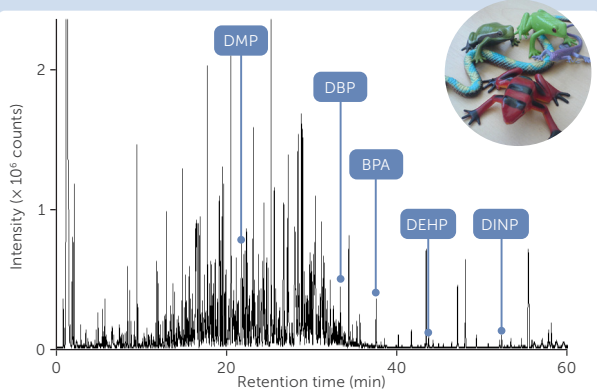 DMP
DBP
BPA
DEHP
DINP
Intensity (x 10⁶ counts)
2
1
0
0
20
40
60
Retention time (min)